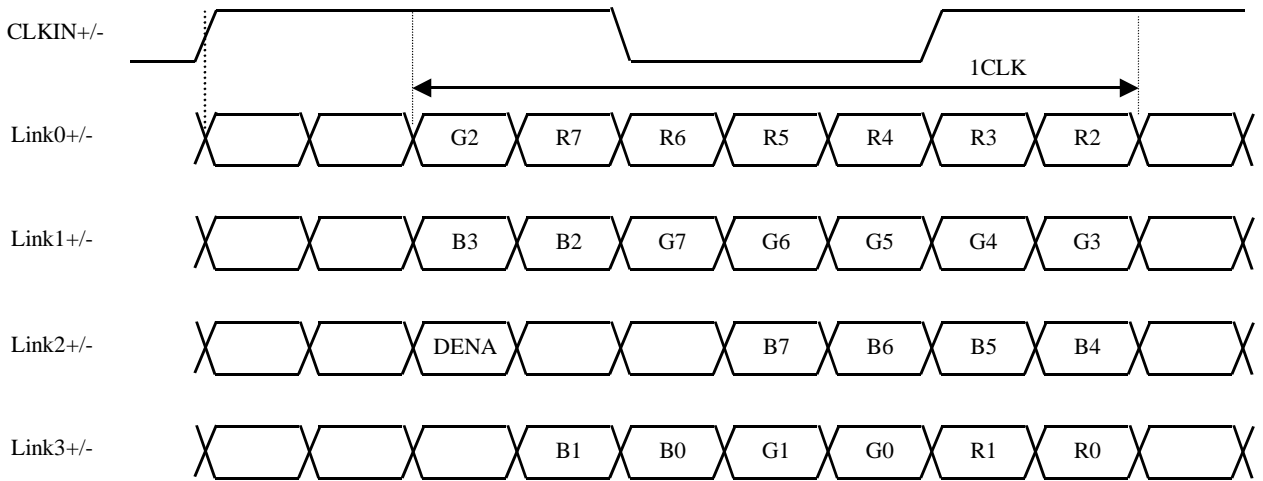 CLKIN+/-
1CLK
Link0+/- G2 R7 R6 R5 R4 R3 R2
Link1+/- B3 B2 G7 G6 G5 G4 G3
Link2+/- DENA B7 B6 B5 B4
Link3+/- B1 B0 G1 G0 R1 R0